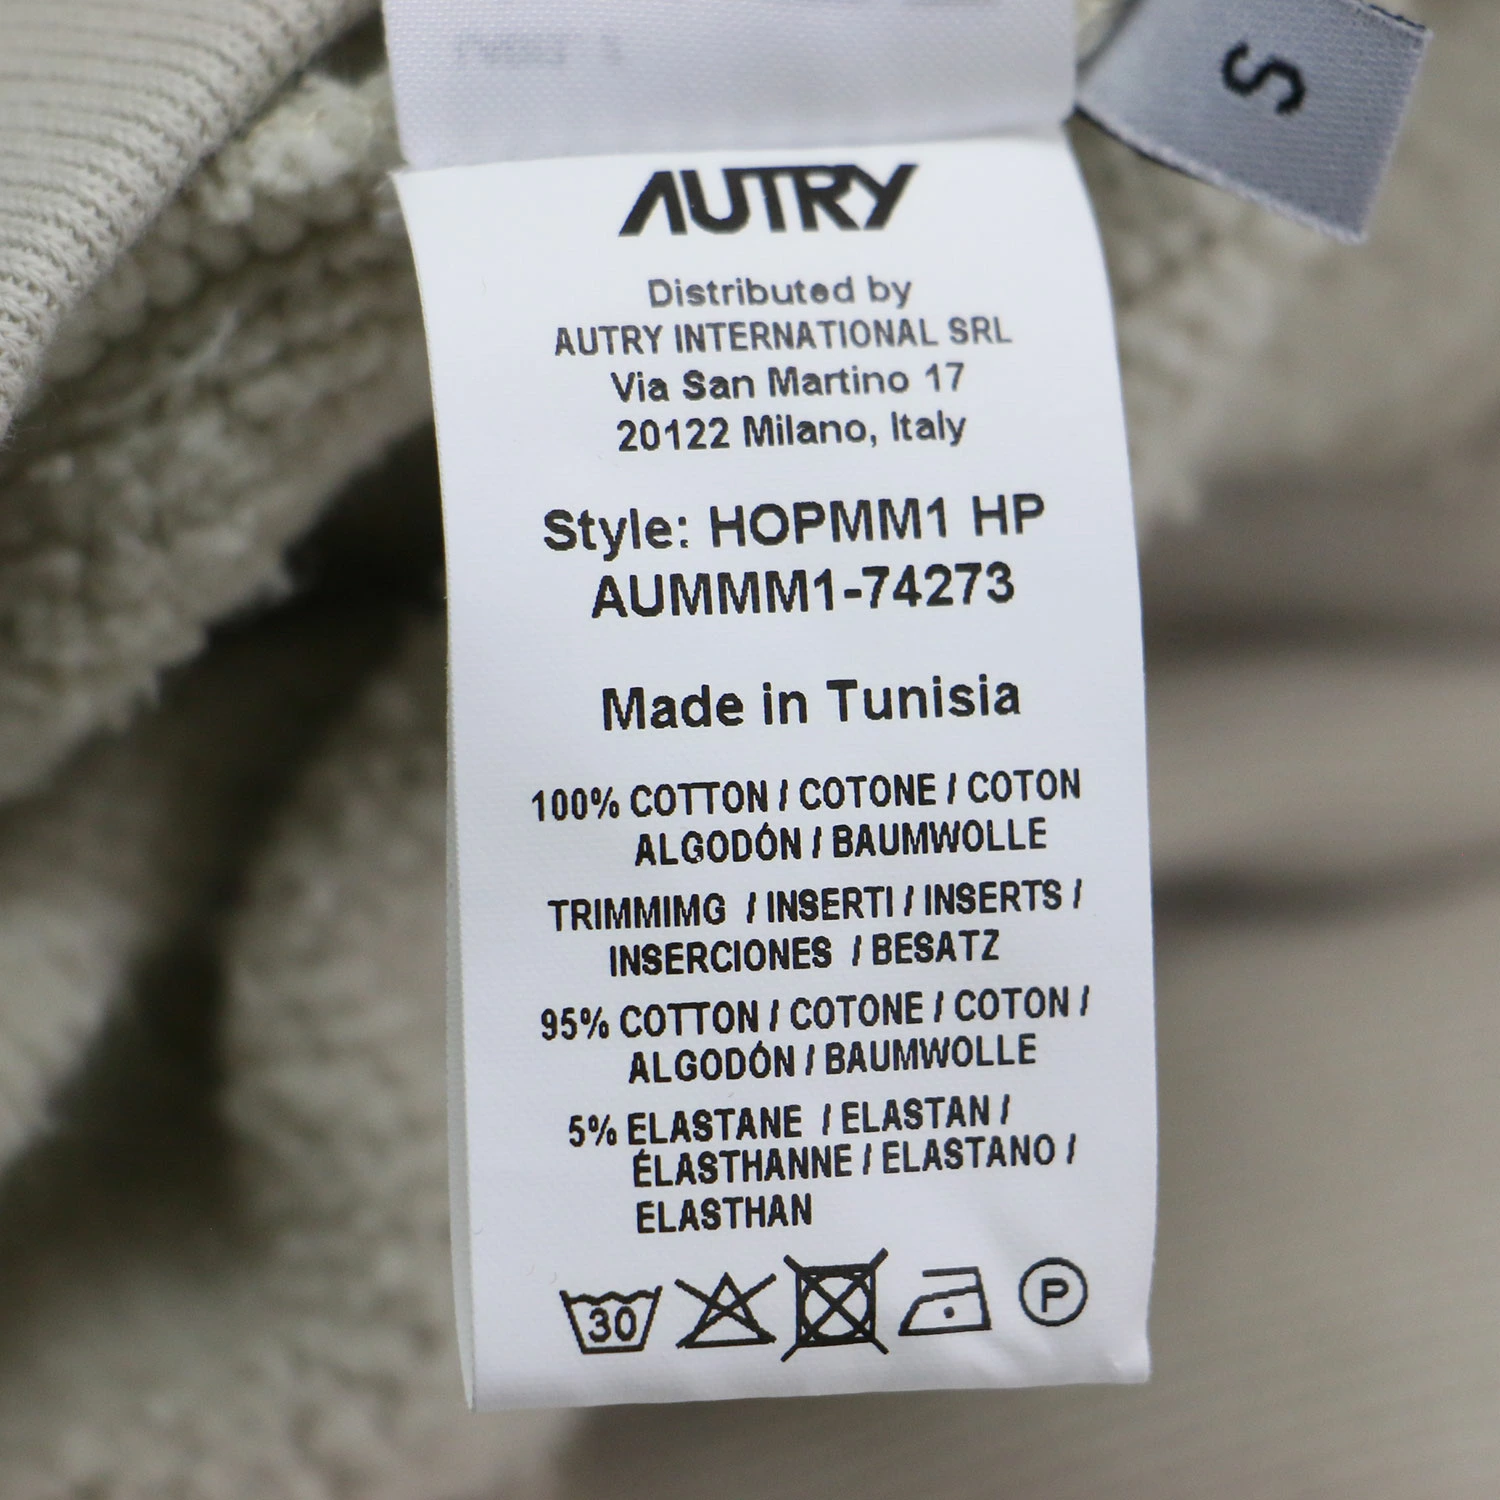 S
AUTRY
Distributed by
AUTRY INTERNATIONAL SRL
Via San Martino 17
20122 Milano, Italy
Style: HOPMM1 HP
AUMMM1-74273
Made in Tunisia
100% COTTON / COTONE / COTON
ALGODÓN / BAUMWOLLE
TRIMMIMG / INSERTI / INSERTS /
INSERCIONES / BESATZ
95% COTTON / COTONE / COTON /
ALGODÓN / BAUMWOLLE
5% ELASTANE / ELASTAN /
ÉLASTHANNE / ELASTANO /
ELASTHAN
30 P